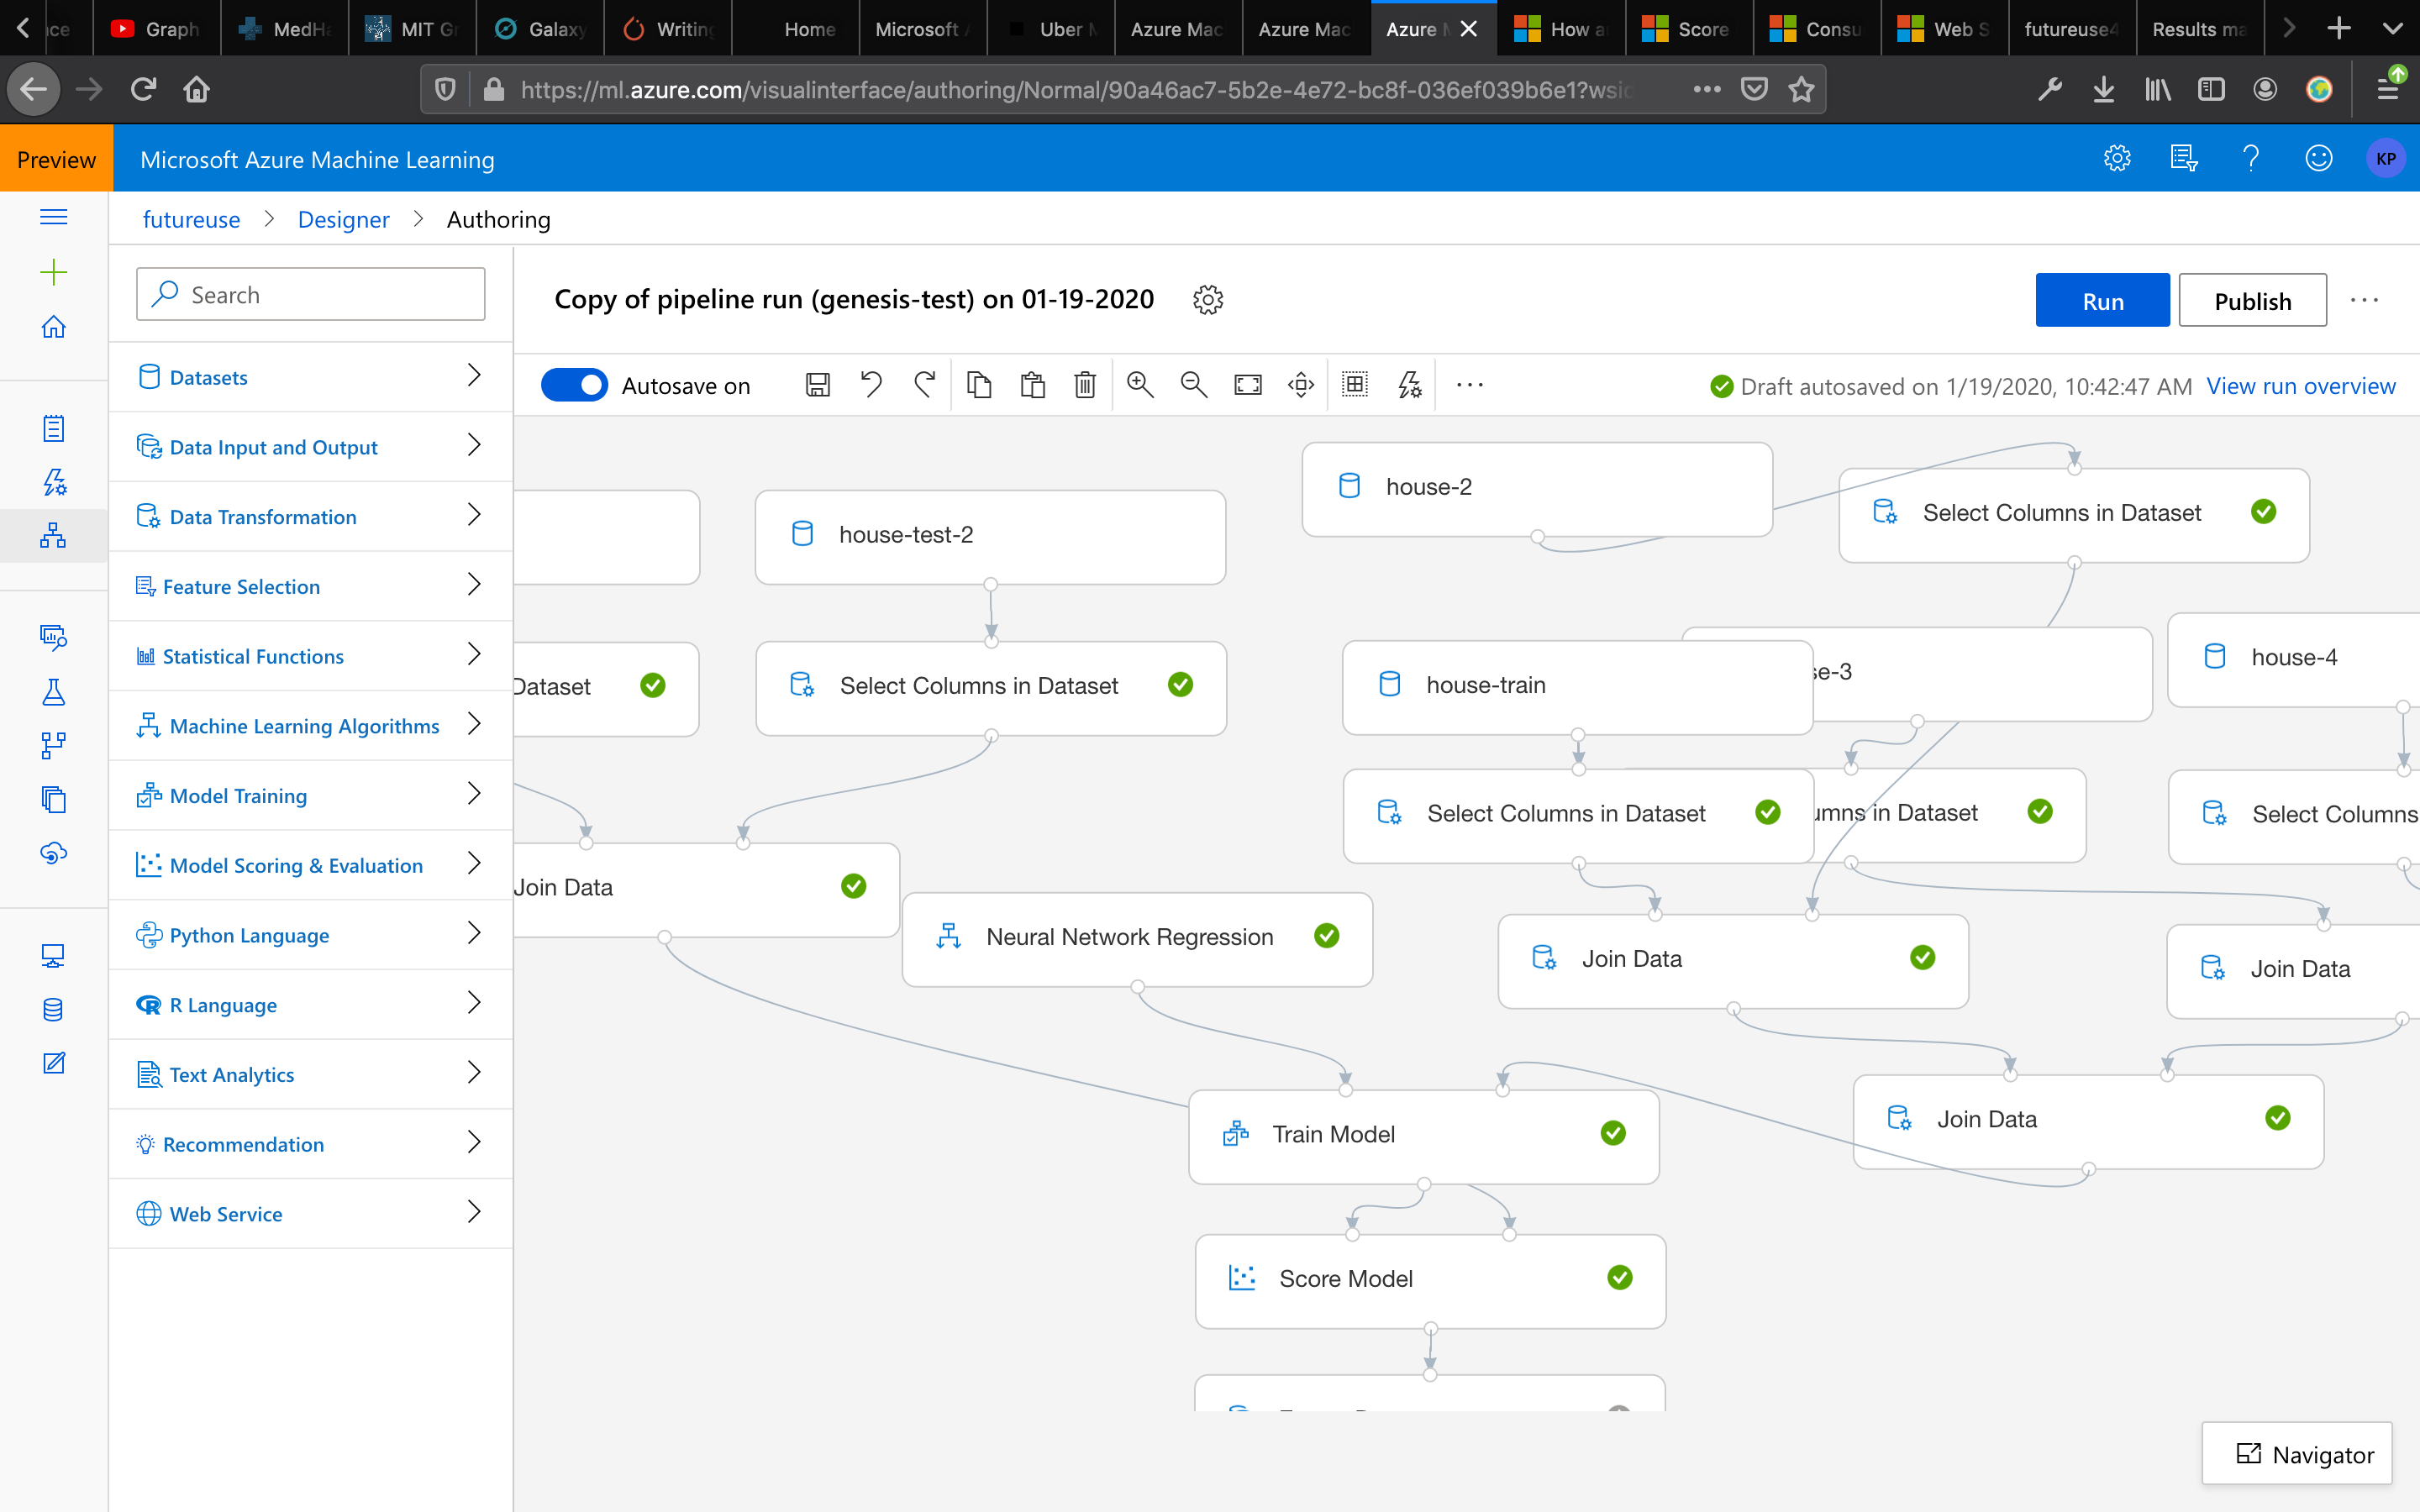 Graph
MedHa
MIT Gr
Galaxy
Writing
Home
Microsoft
Uber
Azure Mac
Azure Mac
Azure
How a
Score
Consu
Web S
futureuse4
Results ma
https://ml.azure.com/visualinterface/authoring/Normal/90a46ac7-5b2e-4e72-bc8f-036ef039b6e1?wsid
Preview
Microsoft Azure Machine Learning
KP
futureuse > Designer > Authoring
Search
Copy of pipeline run (genesis-test) on 01-19-2020
Run
Publish
Autosave on
Draft autosaved on 1/19/2020, 10:42:47 AM View run overview
Datasets
Data Input and Output
Data Transformation
Feature Selection
Statistical Functions
Machine Learning Algorithms
Model Training
Model Scoring & Evaluation
Python Language
R Language
Text Analytics
Recommendation
Web Service
house-2
Select Columns in Dataset
house-test-2
house-4
se-3
house-train
Dataset
Select Columns in Dataset
Select Columns in Dataset
umns in Dataset
Select Columns
Join Data
Neural Network Regression
Join Data
Join Data
Train Model
Join Data
Score Model
Navigator